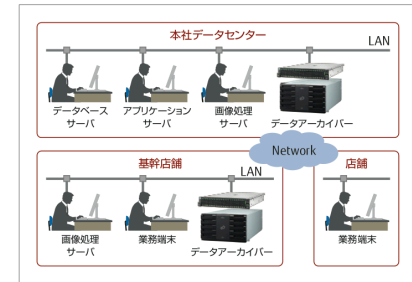 本社データセンター
LAN
データベース
サーバ
アプリケーション
サーバ
画像処理
サーバ
データアーカイバー
Network
基幹店舗
LAN
画像処理
サーバ
業務端末
データアーカイバー
店舗
業務端末